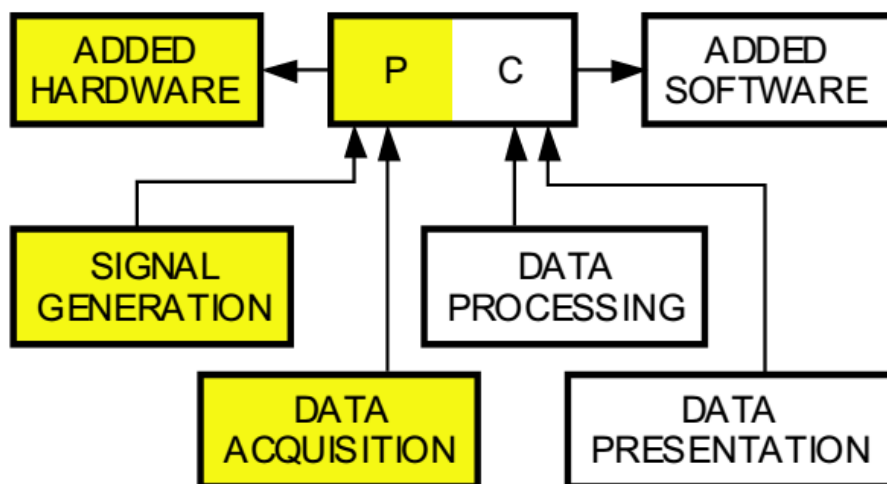 ADDED
HARDWARE
P C
ADDED
SOFTWARE
SIGNAL
GENERATION
DATA
PROCESSING
DATA
ACQUISITION
DATA
PRESENTATION